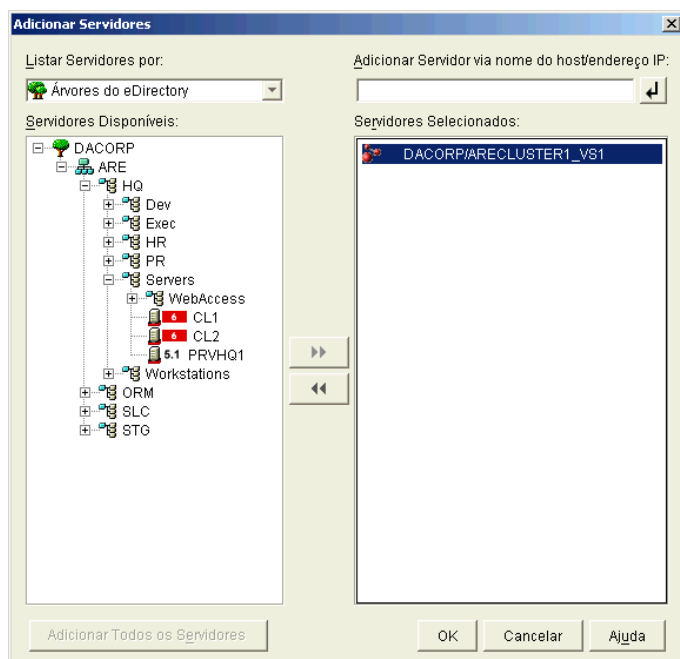 Adicionar Servidores
Listar Servidores por:
Árvores do eDirectory
Servidores Disponíveis:
DACORP
ARE
HQ
Dev
Exec
HR
PR
Servers
WebAccess
6 CL1
6 CL2
5.1 PRVHQ1
Workstations
ORM
SLC
STG
Adicionar Todos os Servidores
Adicionar Servidor via nome do host/endereço IP:
Servidores Selecionados:
DACORP/ARECLUSTER1_VS1
OK
Cancelar
Ajuda